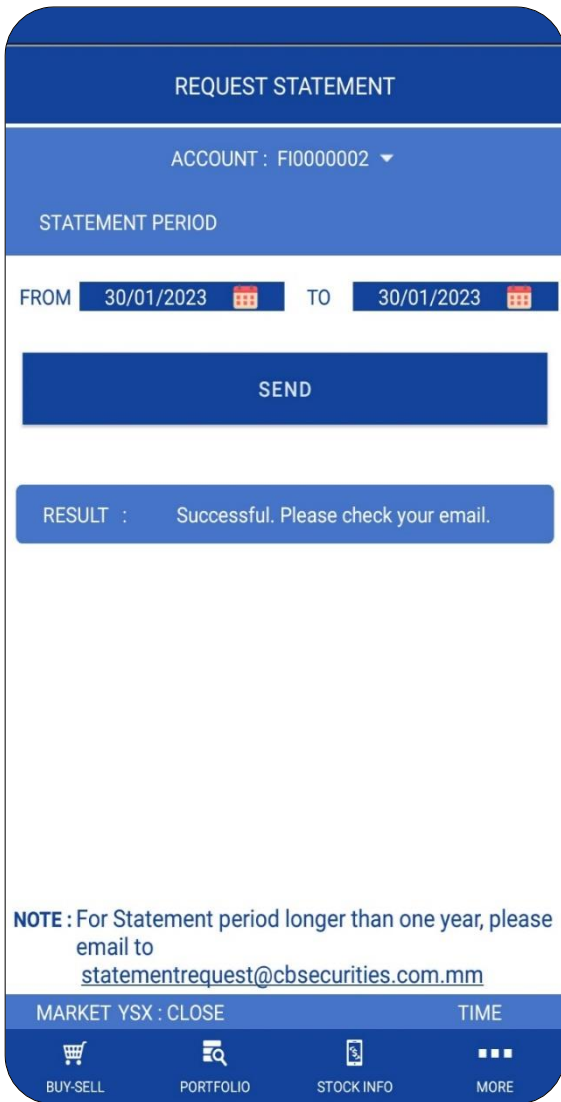 REQUEST STATEMENT
ACCOUNT : FI0000002
STATEMENT PERIOD
FROM 30/01/2023 TO 30/01/2023
SEND
RESULT : Successful. Please check your email.
NOTE : For Statement period longer than one year, please
email to
statementrequest@cbsecurities.com.mm
MARKET YSX : CLOSE TIME
BUY-SELL PORTFOLIO STOCK INFO MORE